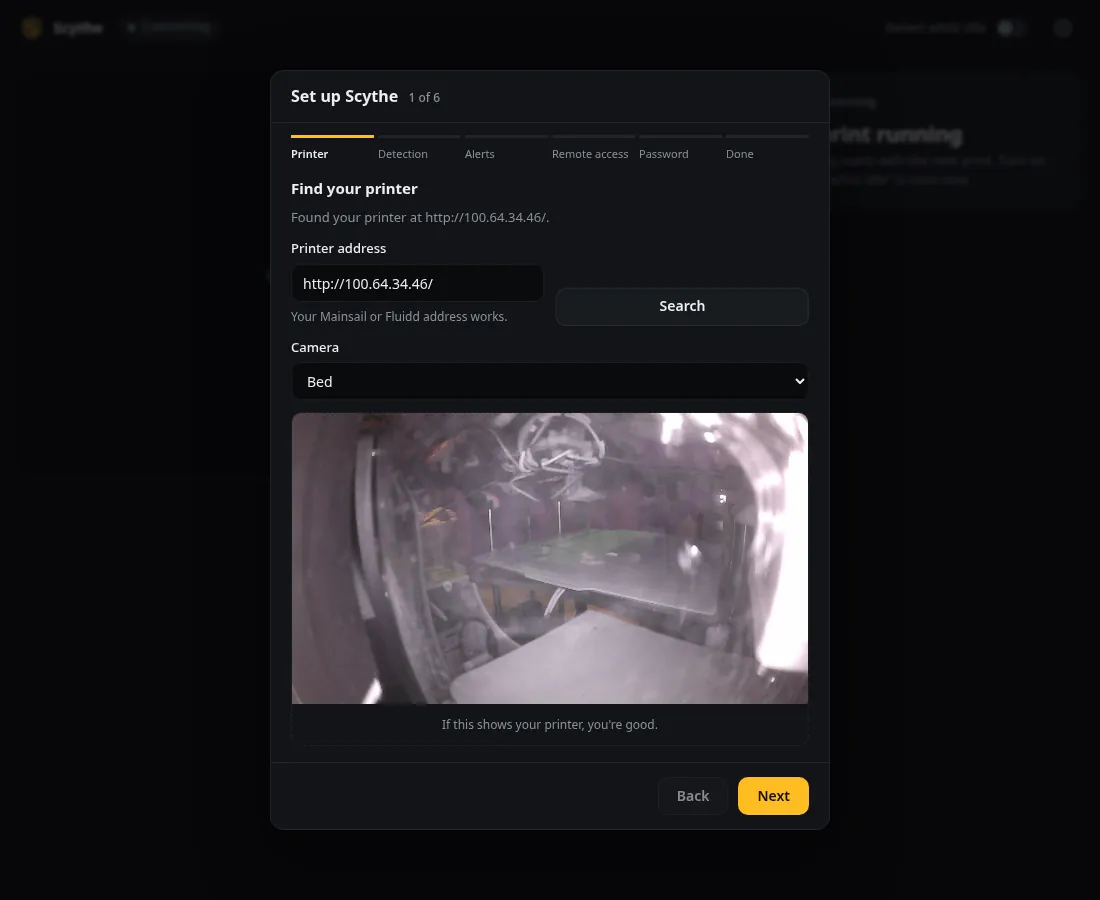 Scythe
Set up Scythe 1 of 6
Printer
Detection
Alerts
Remote access
Password
Done
Find your printer
Found your printer at http://100.64.34.46/.
Printer address
http://100.64.34.46/
Search
Your Mainsail or Fluidd address works.
Camera
Bed
If this shows your printer, you're good.
Back
Next